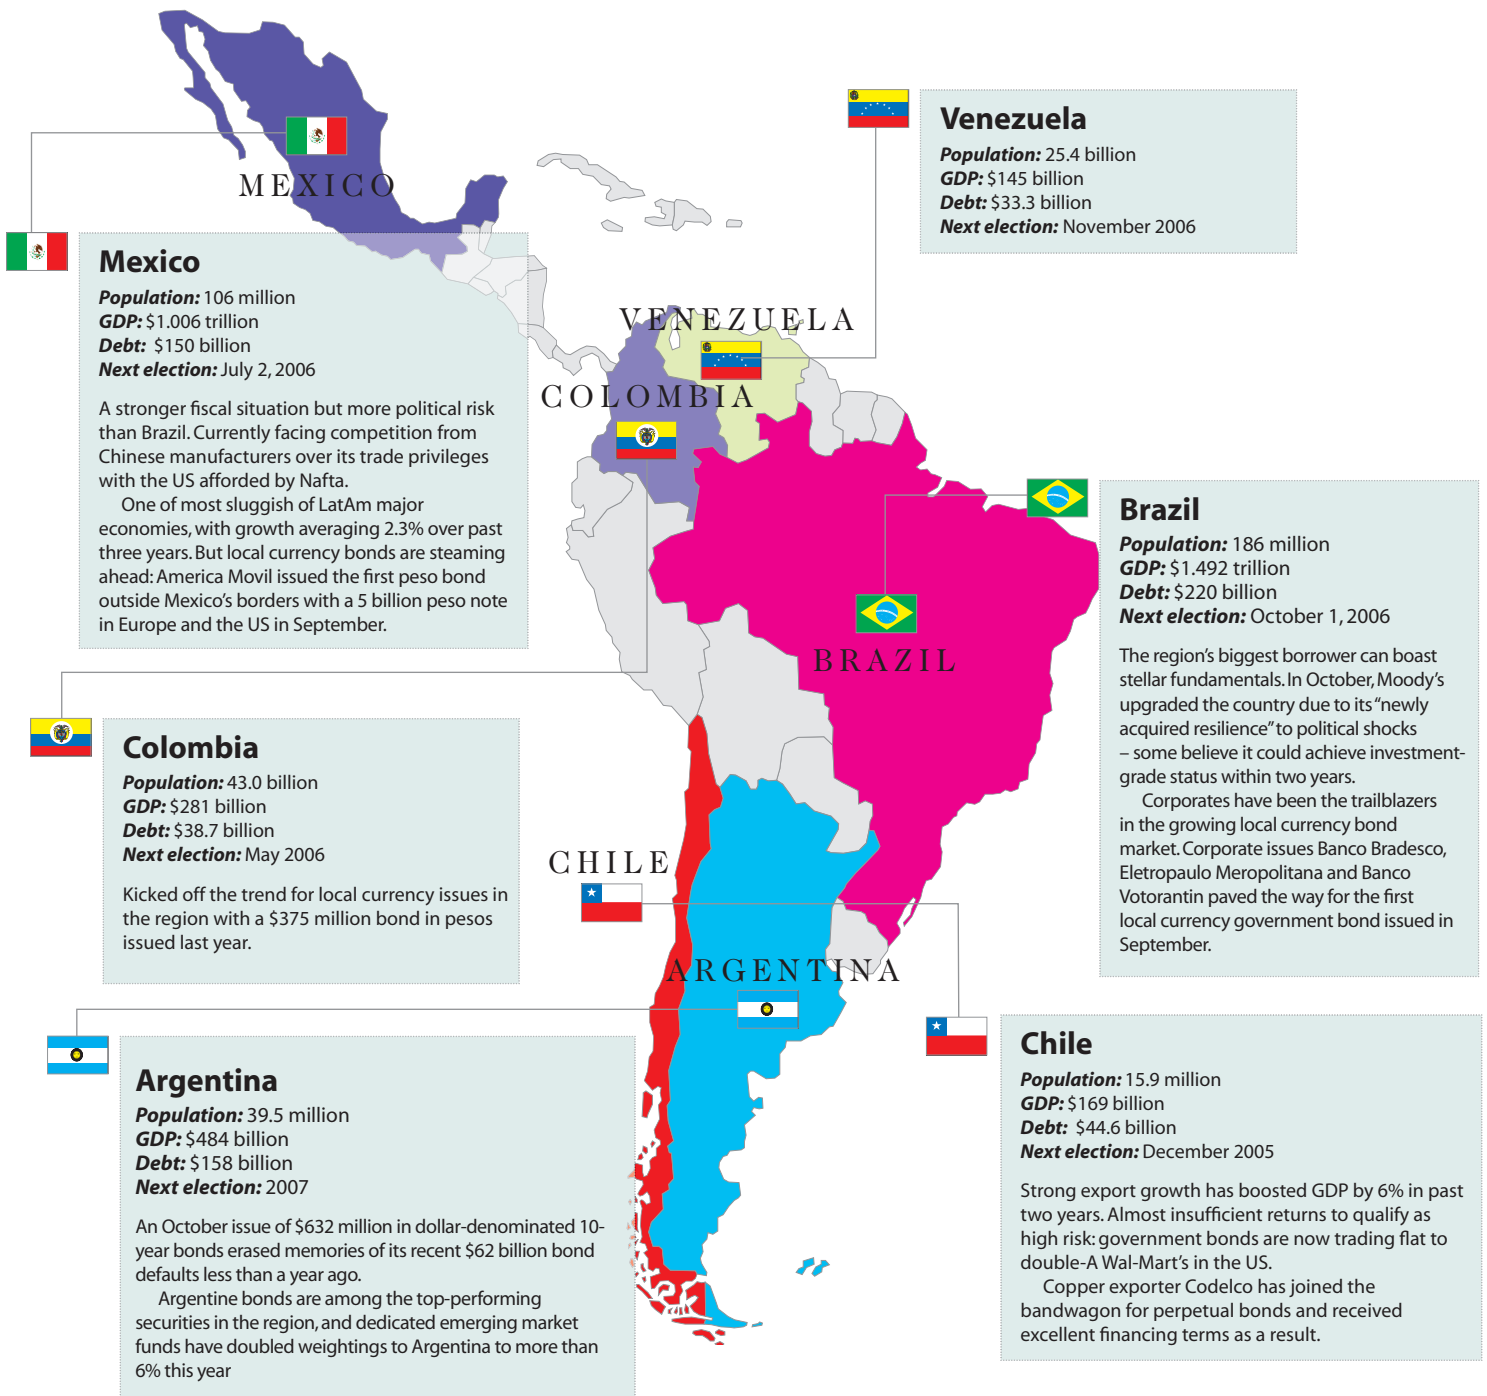 MEXICO
Mexico
Population: 106 million
GDP: $1.006 trillion
Debt: $150 billion
Next election: July 2, 2006
A stronger fiscal situation but more political risk
than Brazil. Currently facing competition from
Chinese manufacturers over its trade privileges
with the US afforded by Nafta.
One of most sluggish of LatAm major
economies, with growth averaging 2.3% over past
three years. But local currency bonds are steaming
ahead: America Movil issued the first peso bond
outside Mexico's borders with a 5 billion peso note
in Europe and the US in September.
Venezuela
Population: 25.4 billion
GDP: $145 billion
Debt: $33.3 billion
Next election: November 2006
VENEZUELA
COLOMBIA
BRAZIL
Brazil
Population: 186 million
GDP: $1.492 trillion
Debt: $220 billion
Next election: October 1, 2006
The region's biggest borrower can boast
stellar fundamentals. In October, Moody's
upgraded the country due to its “newly
acquired resilience” to political shocks
– some believe it could achieve investment-
grade status within two years.
Corporates have been the trailblazers
in the growing local currency bond
market. Corporate issues Banco Bradesco,
Eletropaulo Meropolitana and Banco
Votorantin paved the way for the first
local currency government bond issued in
September.
Colombia
Population: 43.0 billion
GDP: $281 billion
Debt: $38.7 billion
Next election: May 2006
Kicked off the trend for local currency issues in
the region with a $375 million bond in pesos
issued last year.
CHILE
ARGENTINA
Argentina
Population: 39.5 million
GDP: $484 billion
Debt: $158 billion
Next election: 2007
An October issue of $632 million in dollar-denominated 10-
year bonds erased memories of its recent $62 billion bond
defaults less than a year ago.
Argentine bonds are among the top-performing
securities in the region, and dedicated emerging market
funds have doubled weightings to Argentina to more than
6% this year
Chile
Population: 15.9 million
GDP: $169 billion
Debt: $44.6 billion
Next election: December 2005
Strong export growth has boosted GDP by 6% in past
two years. Almost insufficient returns to qualify as
high risk: government bonds are now trading flat to
double-A Wal-Mart's in the US.
Copper exporter Codelco has joined the
bandwagon for perpetual bonds and received
excellent financing terms as a result.